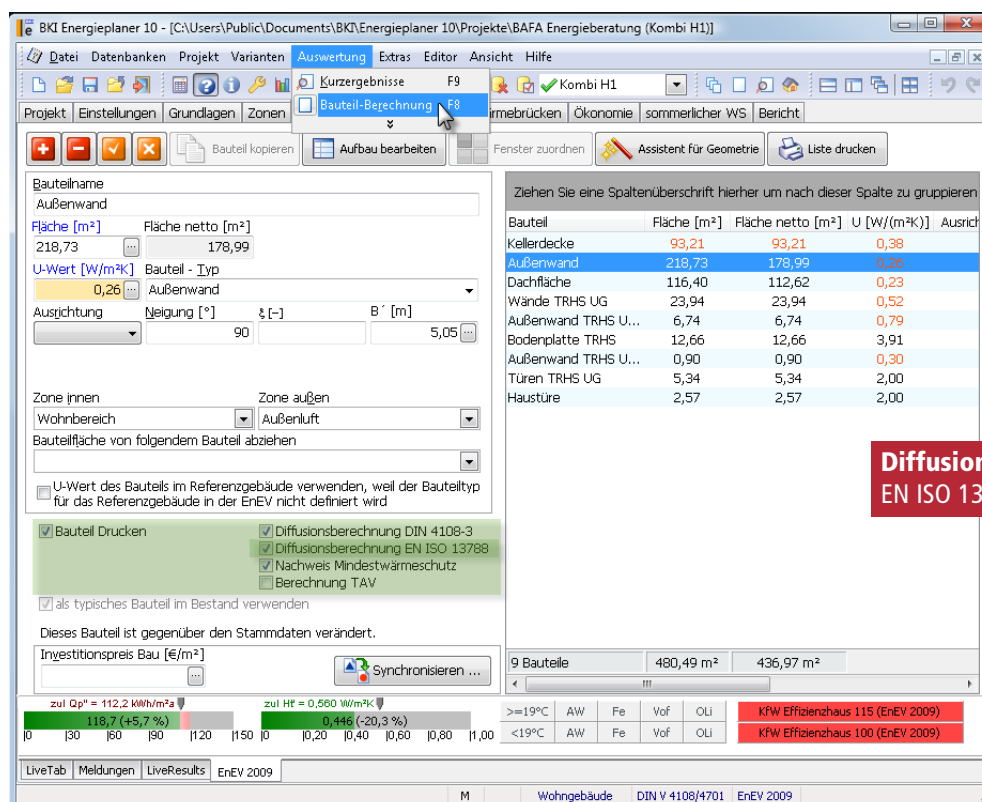 BKI Energieplaner 10 - [C:\Users\Public\Documents\BKI\Energieplaner 10\Projekte\BAFA Energieberatung (Kombi H1)]
Datei Datenbanken Projekt Varianten Auswertung Extras Editor Ansicht Hilfe
Kurzergebnisse F9
Kombi H1
Bauteil-Berechnung F8
Projekt Einstellungen Grundlagen Zonen rmebrücken Ökonomie sommerlicher WS Bericht
Bauteil kopieren Aufbau bearbeiten Fenster zuordnen Assistent für Geometrie Liste drucken
Bauteilname
Außenwand
Fläche [m²] Fläche netto [m²]
218,73 ... 178,99
U-Wert [W/m²K] Bauteil - Typ
0,26 ... Außenwand
Ausrichtung Neigung [°] ξ [-] B´ [m]
90 5,05 ...
Zone innen Zone außen
Wohnbereich Außenluft
Bauteilfläche von folgendem Bauteil abziehen
U-Wert des Bauteils im Referenzgebäude verwenden, weil der Bauteiltyp
für das Referenzgebäude in der EnEV nicht definiert wird
Bauteil Drucken
Diffusionsberechnung DIN 4108-3
Diffusionsberechnung EN ISO 13788
Nachweis Mindestwärmeschutz
Berechnung TAV
als typisches Bauteil im Bestand verwenden
Dieses Bauteil ist gegenüber den Stammdaten verändert.
Investitionspreis Bau [€/m²]
...
Synchronisieren ...
Ziehen Sie eine Spaltenüberschrift hierher um nach dieser Spalte zu gruppieren
Bauteil Fläche [m²] Fläche netto [m²] U [W/(m²K)] Ausrich
Kellerdecke 93,21 93,21 0,38
Außenwand 218,73 178,99 0,26
Dachfläche 116,40 112,62 0,23
Wände TRHS UG 23,94 23,94 0,52
Außenwand TRHS U... 6,74 6,74 0,79
Bodenplatte TRHS 12,66 12,66 3,91
Außenwand TRHS U... 0,90 0,90 0,30
Türen TRHS UG 5,34 5,34 2,00
Haustüre 2,57 2,57 2,00
Diffusion
EN ISO 13
9 Bauteile 480,49 m² 436,97 m²
zul Qp" = 112,2 kWh/m²a zul Ht' = 0,560 W/m²K
118,7 (+5,7 %) 0,446 (-20,3 %)
0 30 60 90 120 150 0 0,20 0,40 0,60 0,80 1,00
>=19°C AW Fe Vof OLi KfW Effizienzhaus 115 (EnEV 2009)
<19°C AW Fe Vof OLi KfW Effizienzhaus 100 (EnEV 2009)
LiveTab Meldungen LiveResults EnEV 2009
M Wohngebäude DIN V 4108/4701 EnEV 2009